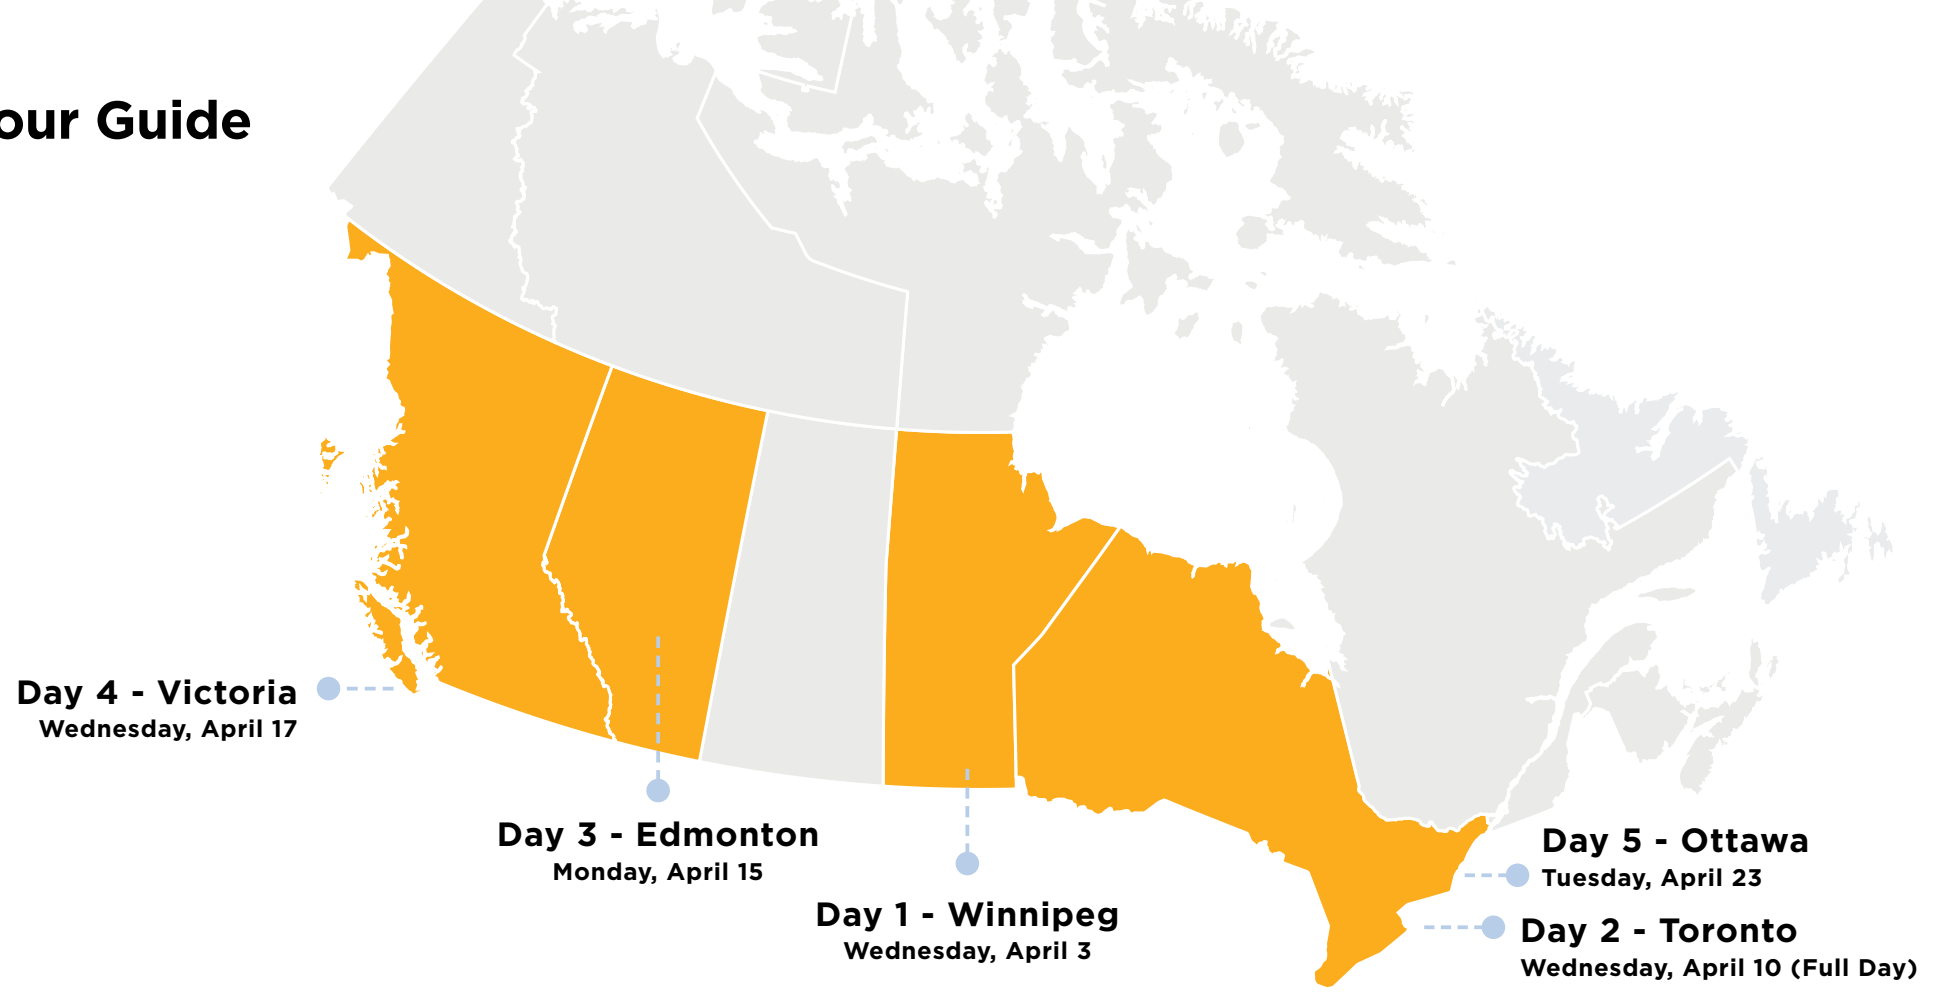 our Guide
Day 4 - Victoria
Wednesday, April 17
Day 3 - Edmonton
Monday, April 15
Day 1 - Winnipeg
Wednesday, April 3
Day 5 - Ottawa
Tuesday, April 23
Day 2 - Toronto
Wednesday, April 10 (Full Day)